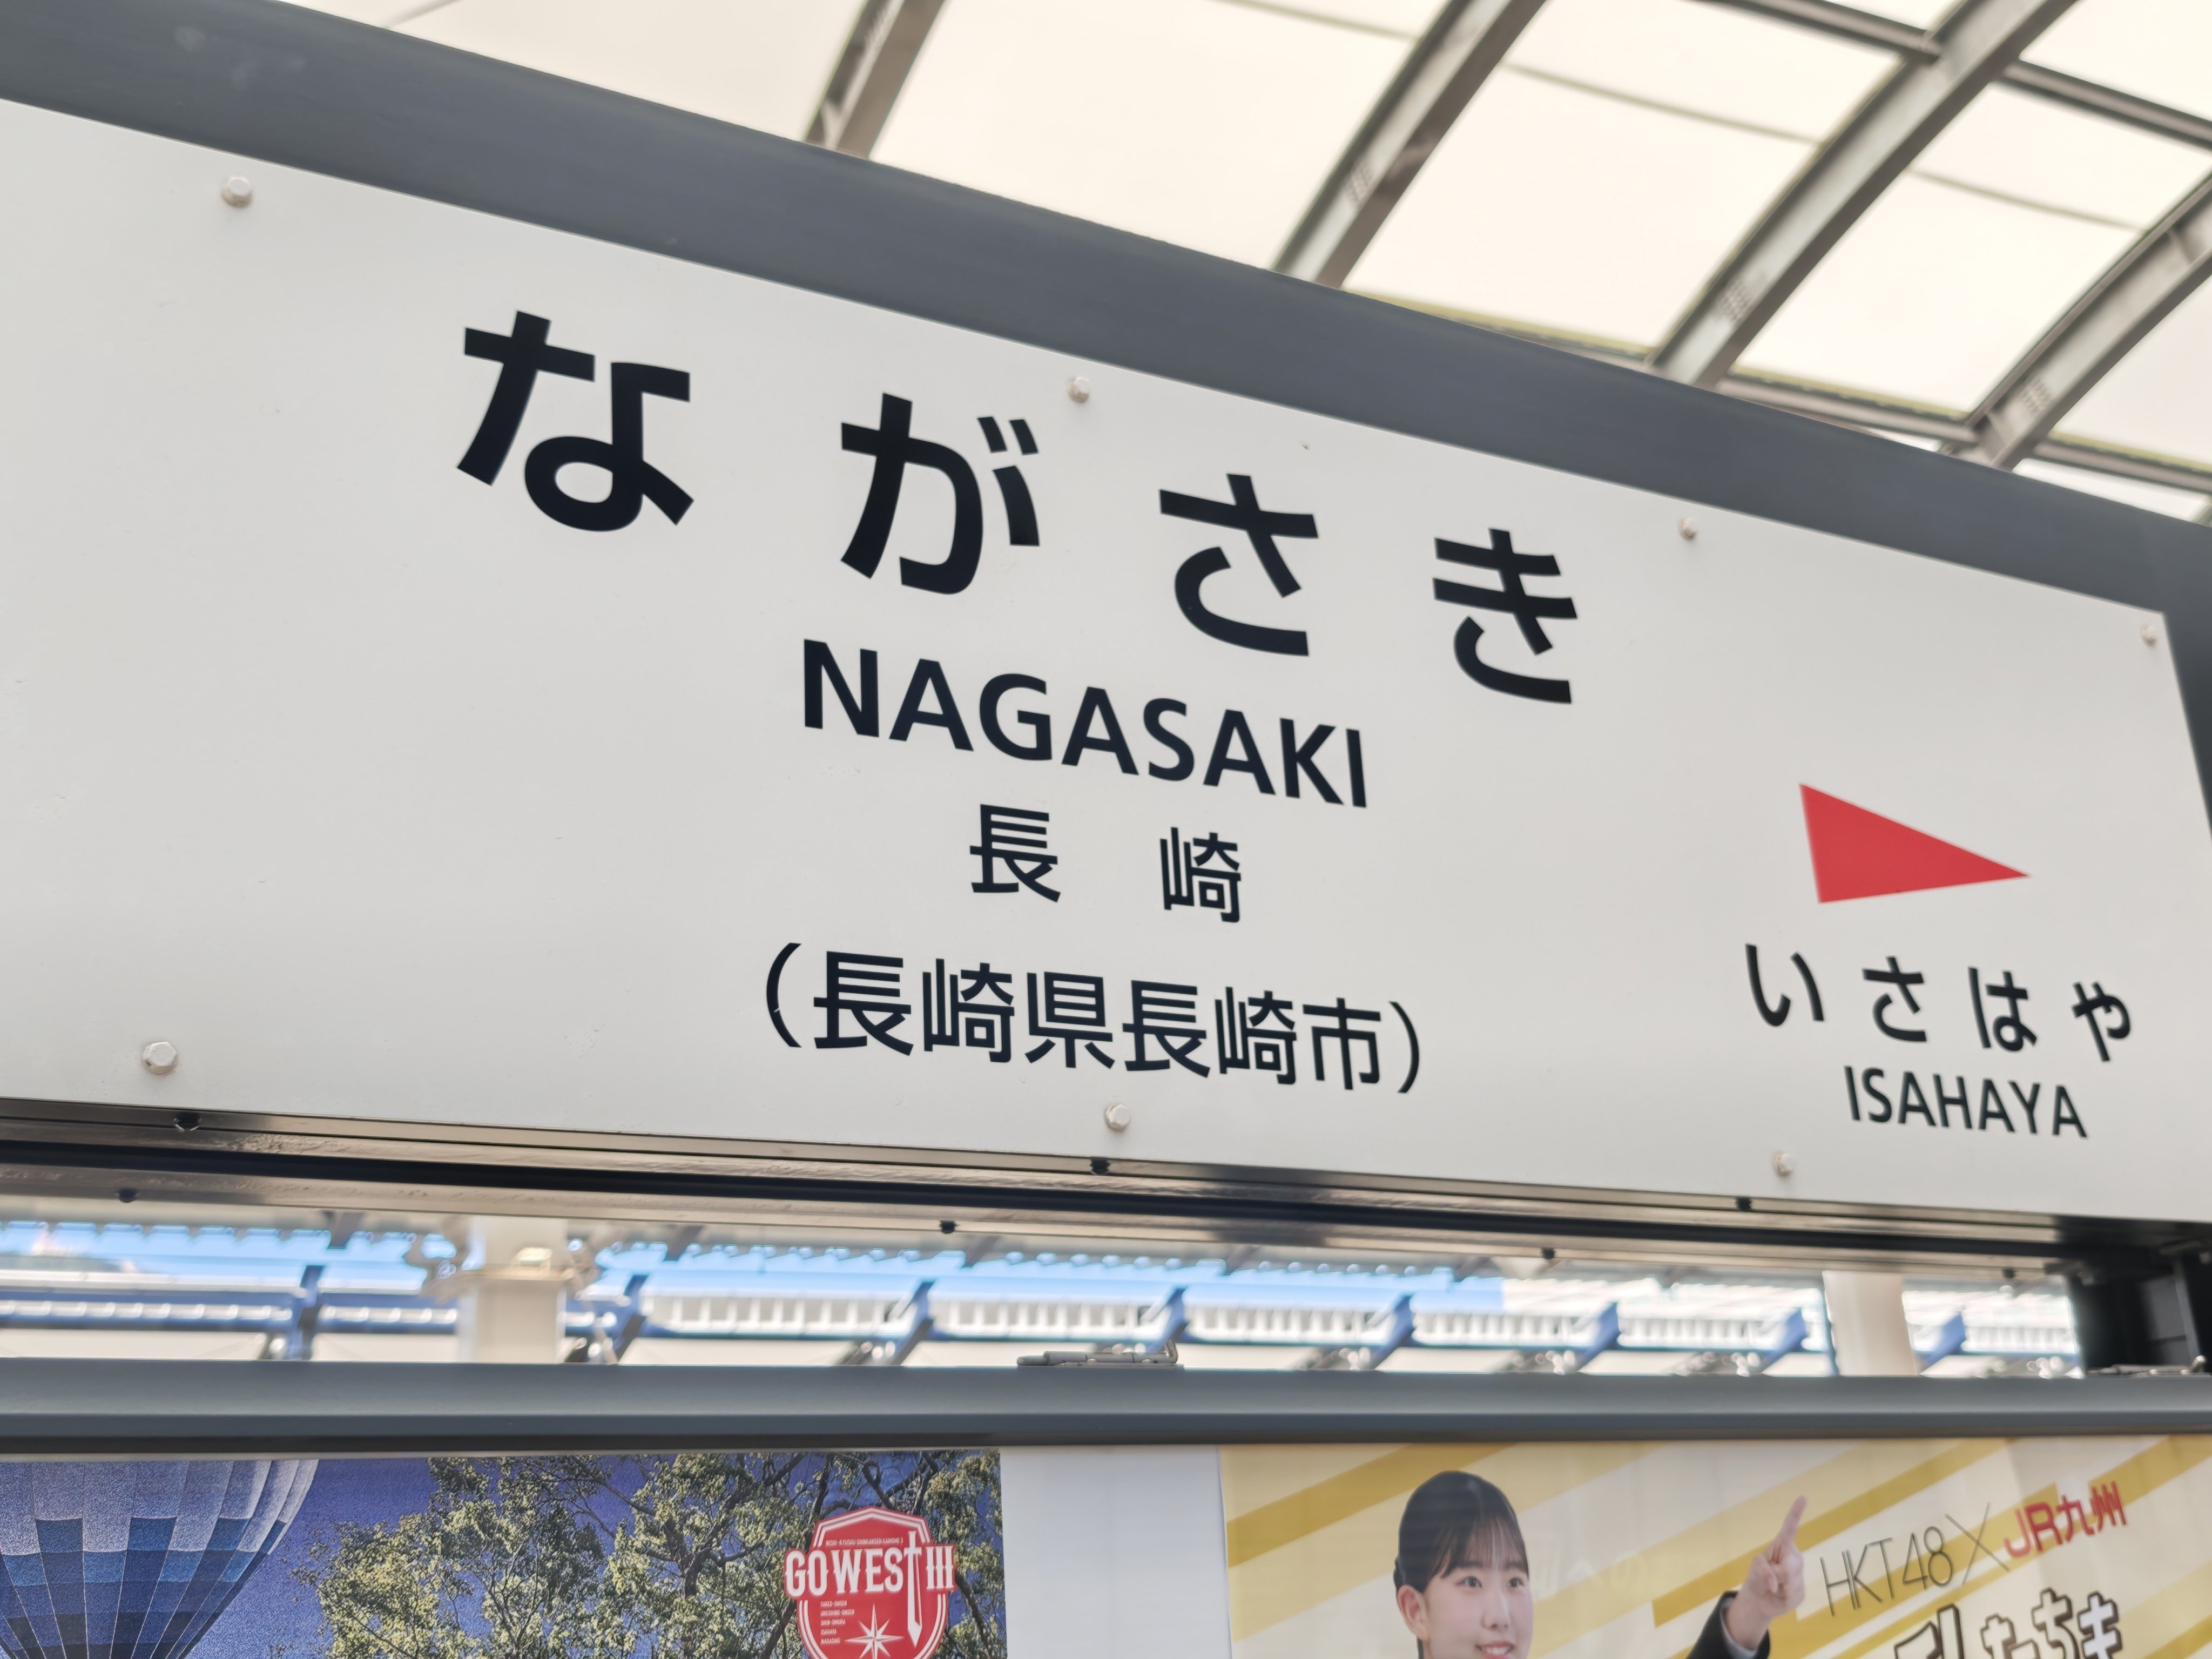 ながさき
NAGASAKI
長崎
(長崎県長崎市)
いさはや
ISAHAYA
GO WEST III
HKT48×JR九州